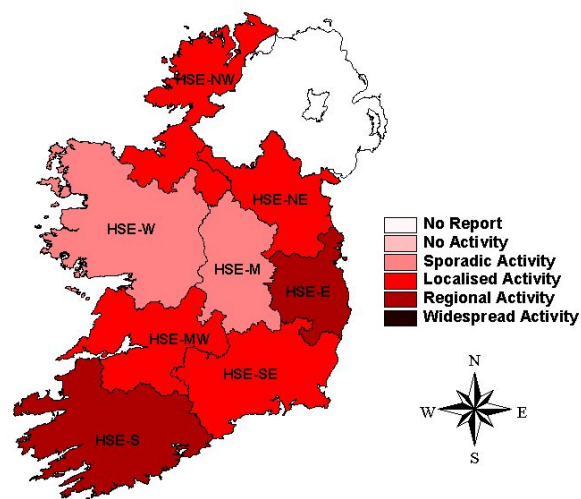 HSE-NW
HSE-NE
HSE-W
HSE-M
HSE-E
HSE-MW
HSE-SE
HSE-S
No Report
No Activity
Sporadic Activity
Localised Activity
Regional Activity
Widespread Activity
N
W
E
S